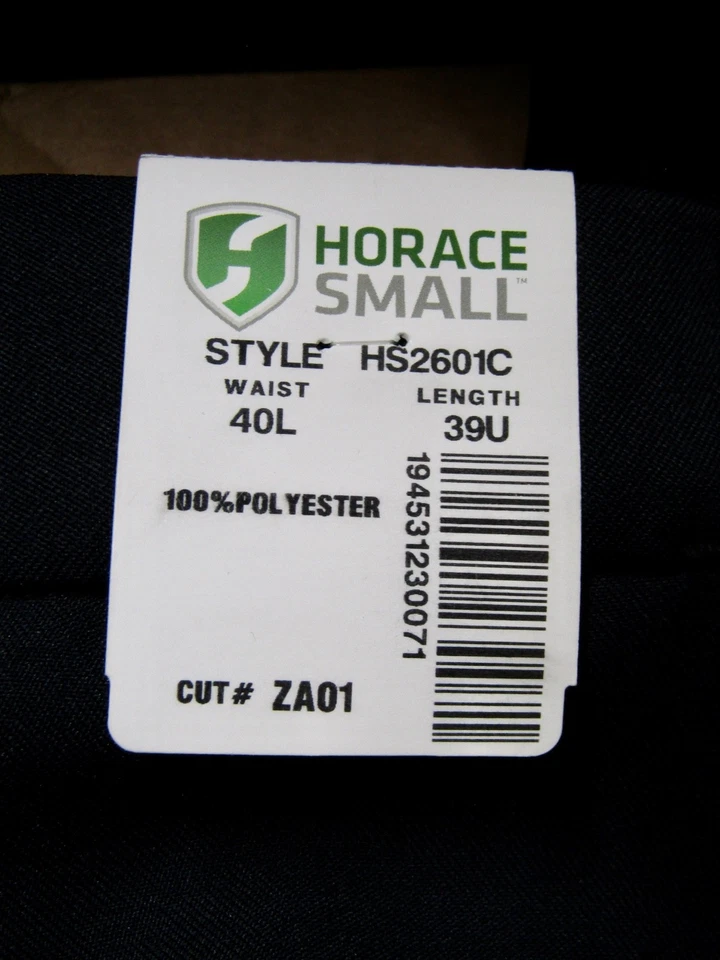 HORACE
SMALL™
STYLE HS2601C
WAIST LENGTH
40L 39U
100%POLYESTER
194531230071
CUT# ZA01